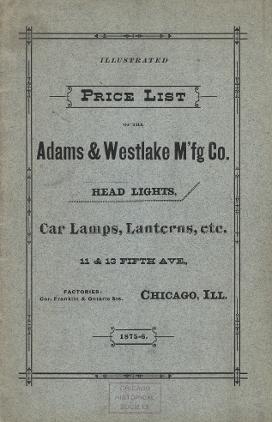 ILLUSTRATED
PRICE LIST
OF THE
Adams & Westlake M'fg Co.
HEAD LIGHTS,
Car Lamps, Lanterns, etc.
11 & 13 FIFTH AVE.,
FACTORIES:
Cor. Franklin & Ontario Sts.
CHICAGO, ILL.
1875-6.
CHICAGO
HISTORICAL
SOCIETY